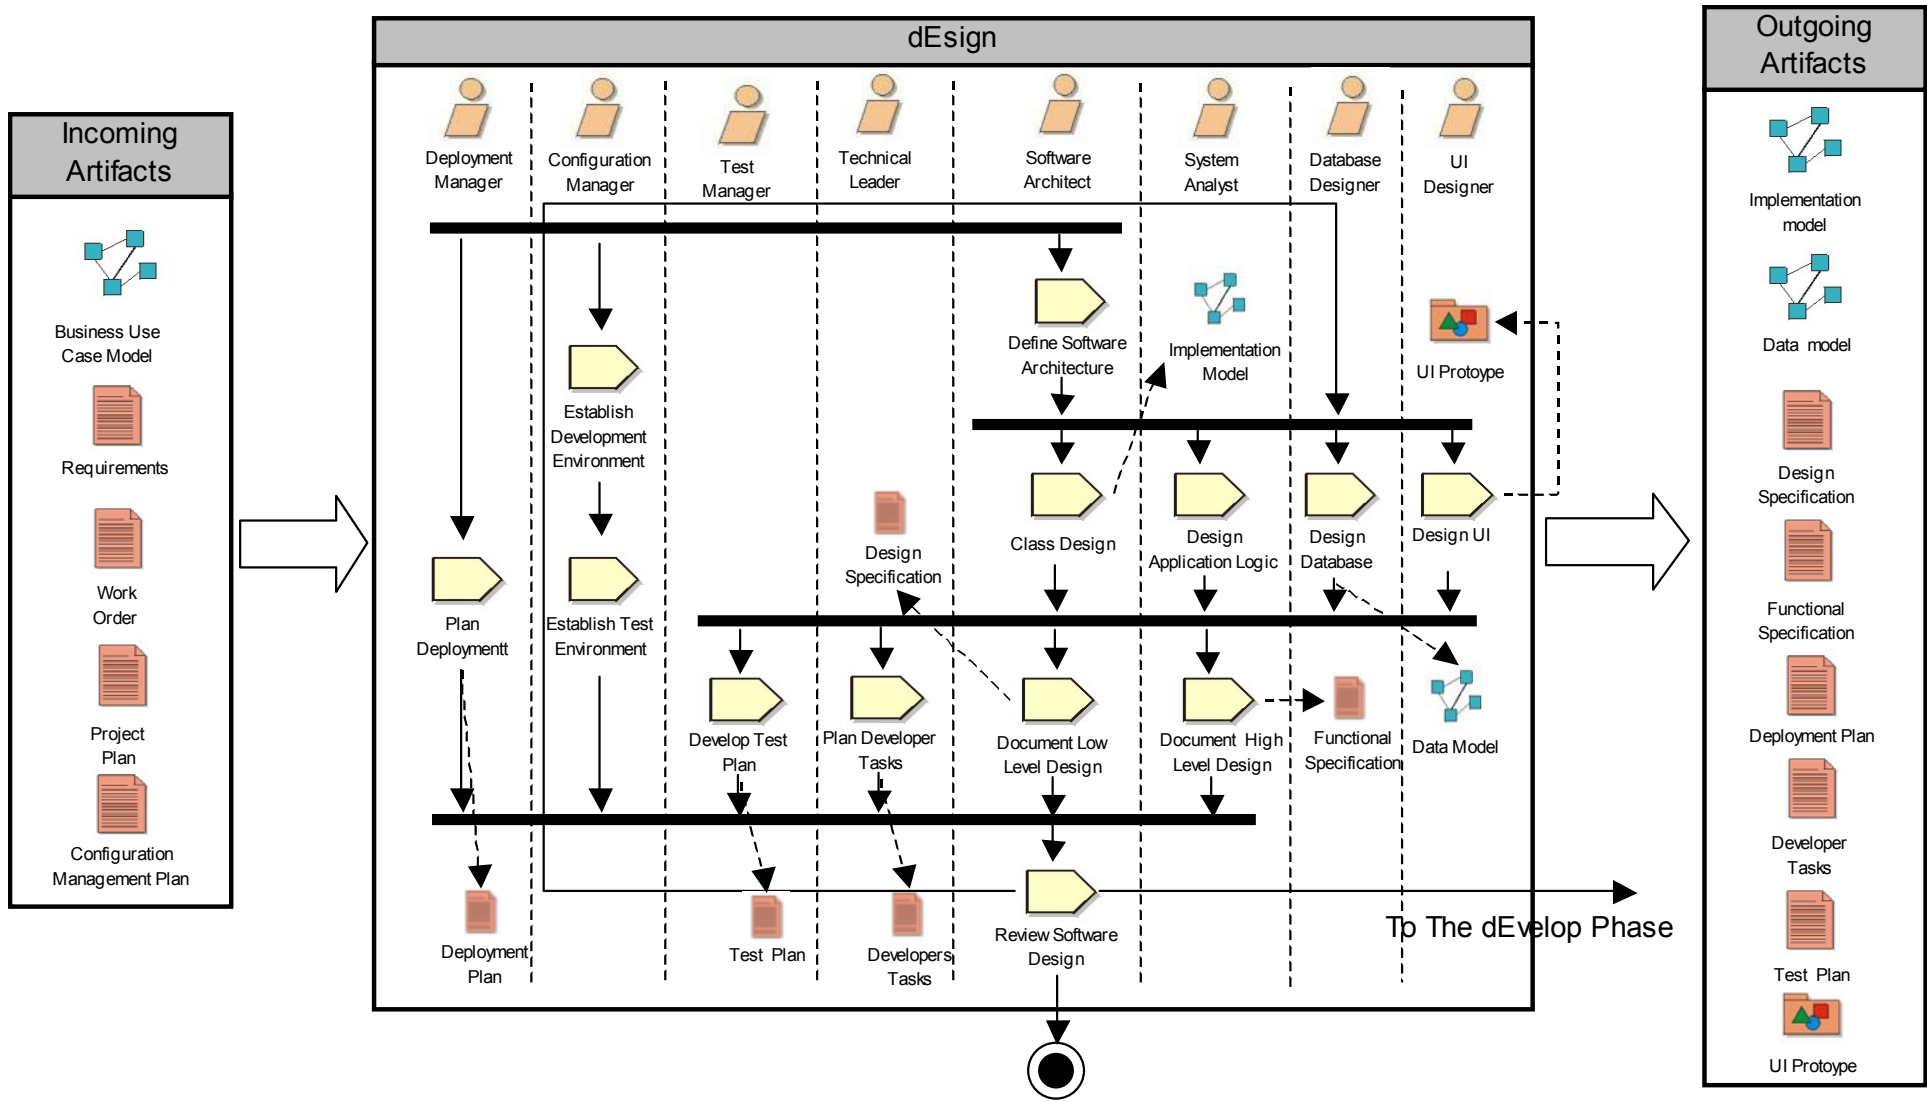 dEsign
Outgoing
Artifacts
Incoming
Artifacts
Deployment
Manager
Configuration
Manager
Test
Manager
Technical
Leader
Software
Architect
System
Analyst
Database
Designer
UI
Designer
Business Use
Case Model
Requirements
Work
Order
Project
Plan
Configuration
Management Plan
Define Software
Architecture
Implementation
Model
UI Protoype
Establish
Development
Environment
Design
Specification
Class Design
Design
Application Logic
Design
Database
Design UI
Plan
Deploymentt
Establish Test
Environment
Develop Test
Plan
Plan Developer
Tasks
Document Low
Level Design
Document High
Level Design
Functional
Specification
Data Model
Deployment
Plan
Test Plan
Developers
Tasks
Review Software
Design
To The dEvelop Phase
Implementation
model
Data model
Design
Specification
Functional
Specification
Deployment Plan
Developer
Tasks
Test Plan
UI Protoype